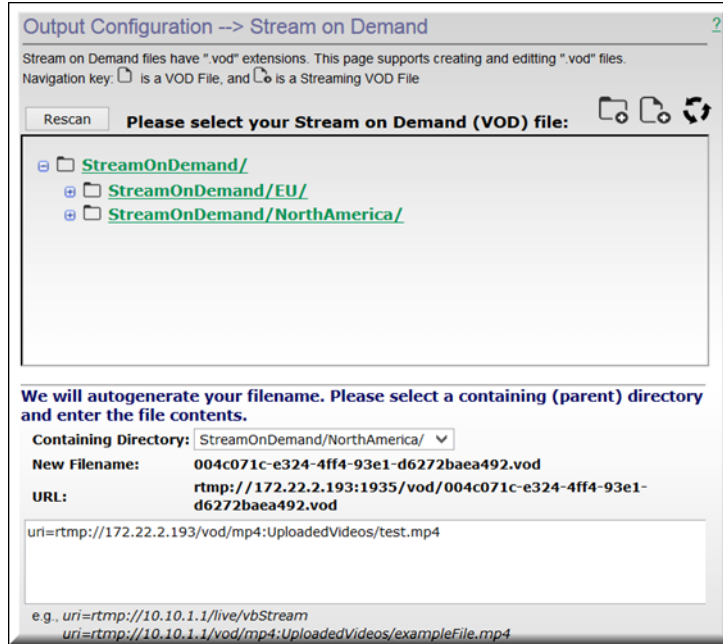 Output Configuration --> Stream on Demand
?
Stream on Demand files have ".vod" extensions. This page supports creating and editting ".vod" files.
Navigation key: is a VOD File, and is a Streaming VOD File
Rescan
Please select your Stream on Demand (VOD) file:
StreamOnDemand/
StreamOnDemand/EU/
StreamOnDemand/NorthAmerica/
We will autogenerate your filename. Please select a containing (parent) directory
and enter the file contents.
Containing Directory: StreamOnDemand/NorthAmerica/
New Filename: 004c071c-e324-4ff4-93e1-d6272baea492.vod
URL: rtmp://172.22.2.193:1935/vod/004c071c-e324-4ff4-93e1-
d6272baea492.vod
uri=rtmp://172.22.2.193/vod/mp4:UploadedVideos/test.mp4
e.g., uri=rtmp://10.10.1.1/live/vbStream
uri=rtmp://10.10.1.1/vod/mp4:UploadedVideos/exampleFile.mp4